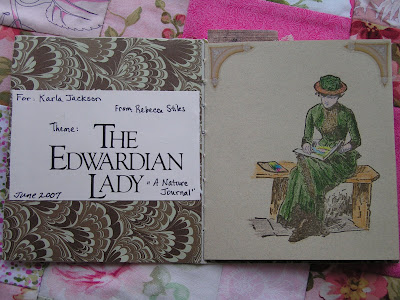 For: Karla Jackson
From Rebecca Stiles
Theme:
THE
EDWARDIAN
LADY "A Nature
Journal"
June 2007